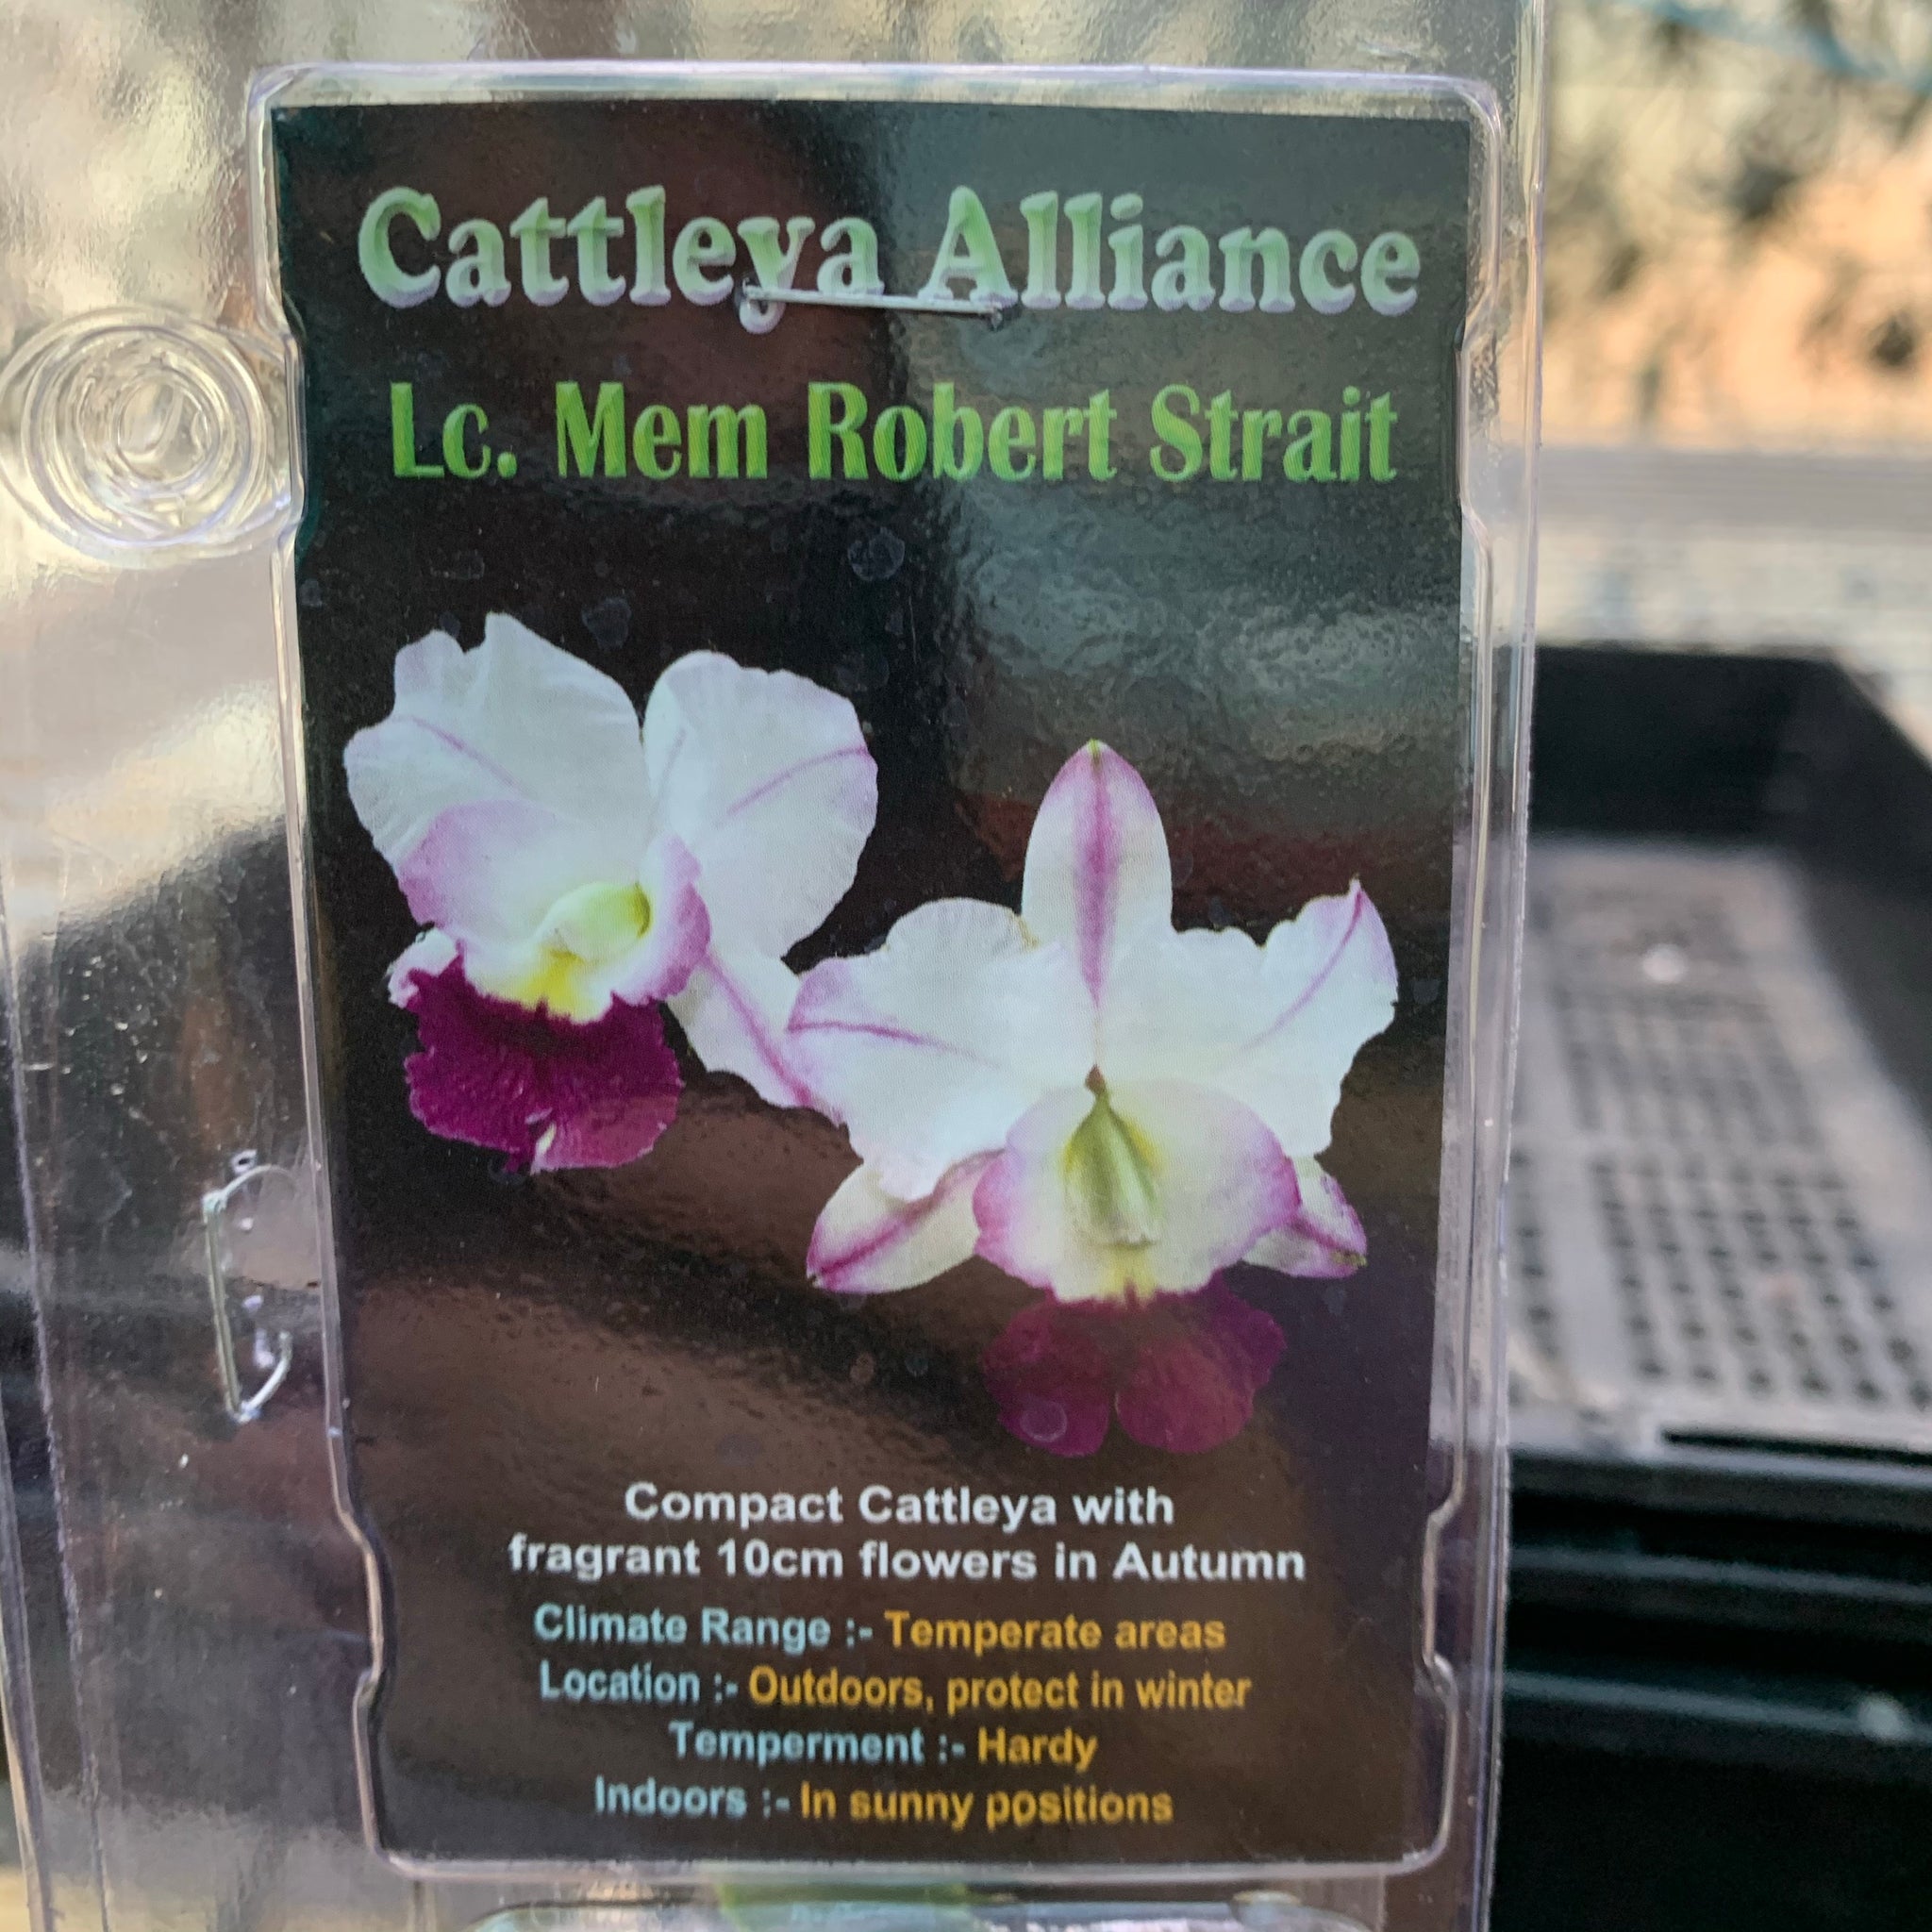 Cattleya Alliance
Lc. Mem Robert Strait
Compact Cattleya with
fragrant 10cm flowers in Autumn
Climate Range :- Temperate areas
Location :- Outdoors, protect in winter
Temperment :- Hardy
Indoors :- In sunny positions